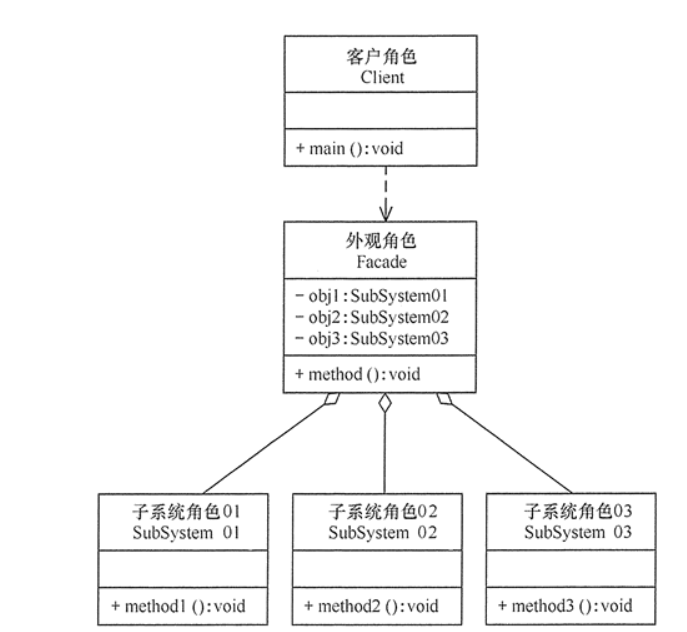 客户角色
Client
+ main ( ) : void
外观角色
Facade
- obj1 : SubSystem01
- obj2 : SubSystem02
- obj3 : SubSystem03
+ method ( ) : void
子系统角色01
SubSystem 01
+ method1 ( ) : void
子系统角色02
SubSystem 02
+ method2 ( ) : void
子系统角色03
SubSystem 03
+ method3 ( ) : void